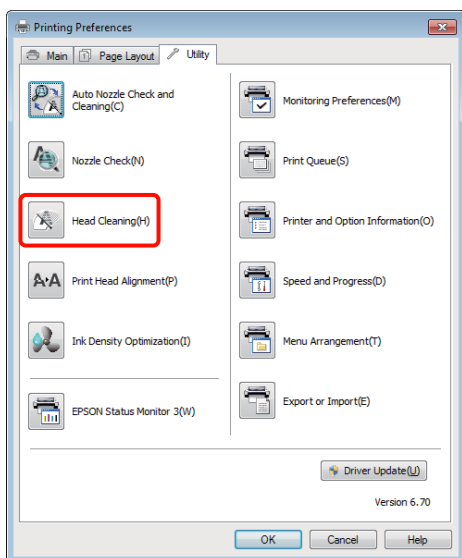 Printing Preferences
Main
Page Layout
Utility
Auto Nozzle Check and
Cleaning(C)
Monitoring Preferences(M)
Nozzle Check(N)
Print Queue(S)
Head Cleaning(H)
Printer and Option Information(O)
Print Head Alignment(P)
Speed and Progress(D)
Ink Density Optimization(I)
Menu Arrangement(T)
EPSON Status Monitor 3(W)
Export or Import(E)
Driver Update(U)
Version 6.70
OK
Cancel
Help